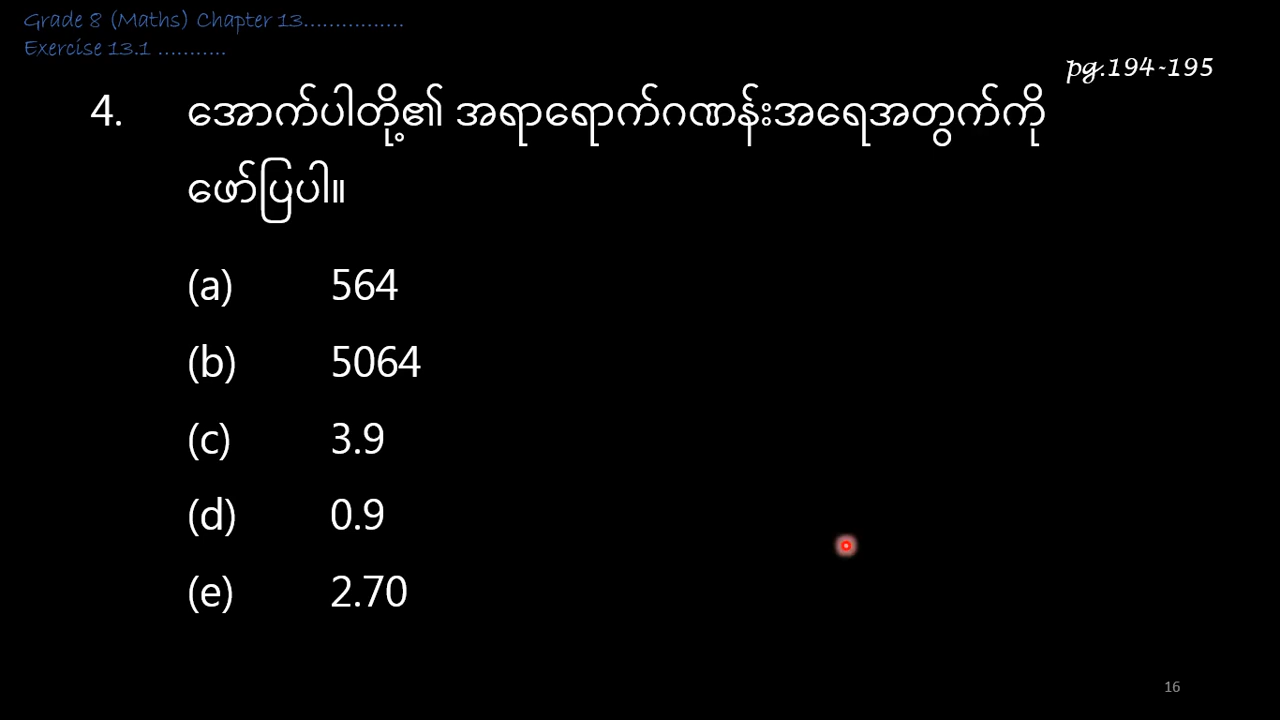 Grade 8 (Maths) Chapter 13................
Exercise 13.1 ...........
pg.194-195
4. အောက်ပါတို့၏ အရာရောက်ဂဏန်းအရေအတွက်ကို
ဖော်ပြပါ။
(a) 564
(b) 5064
(c) 3.9
(d) 0.9
(e) 2.70
16